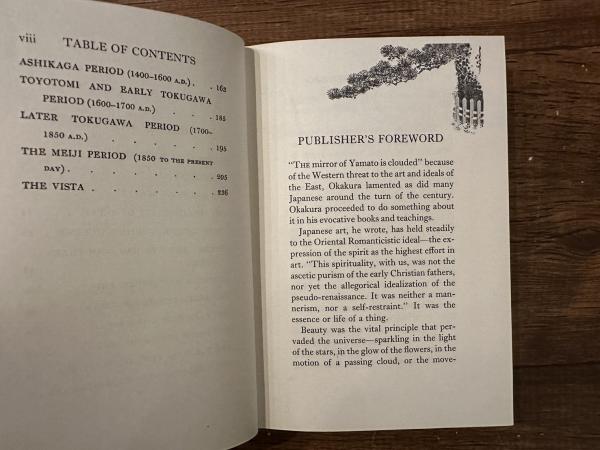 viii TABLE OF CONTENTS
ASHIKAGA PERIOD (1400–1600 A.D.) . 163
TOYOTOMI AND EARLY TOKUGAWA
PERIOD (1600–1700 A.D.) . . . 185
LATER TOKUGAWA PERIOD (1700–
1850 A.D.) . . . . . 195
THE MEIJI PERIOD (1850 TO THE PRESENT
DAY) . . . . . . 205
THE VISTA . . . . . . 236
PUBLISHER'S FOREWORD
"THE mirror of Yamato is clouded" because
of the Western threat to the art and ideals of
the East, Okakura lamented as did many
Japanese around the turn of the century.
Okakura proceeded to do something about
it in his evocative books and teachings.
Japanese art, he wrote, has held steadily
to the Oriental Romanticistic ideal—the ex-
pression of the spirit as the highest effort in
art. "This spirituality, with us, was not the
ascetic purism of the early Christian fathers,
nor yet the allegorical idealization of the
pseudo-renaissance. It was neither a man-
nerism, nor a self-restraint." It was the
essence or life of a thing.
Beauty was the vital principle that per-
vaded the universe—sparkling in the light
of the stars, in the glow of the flowers, in the
motion of a passing cloud, or the move-